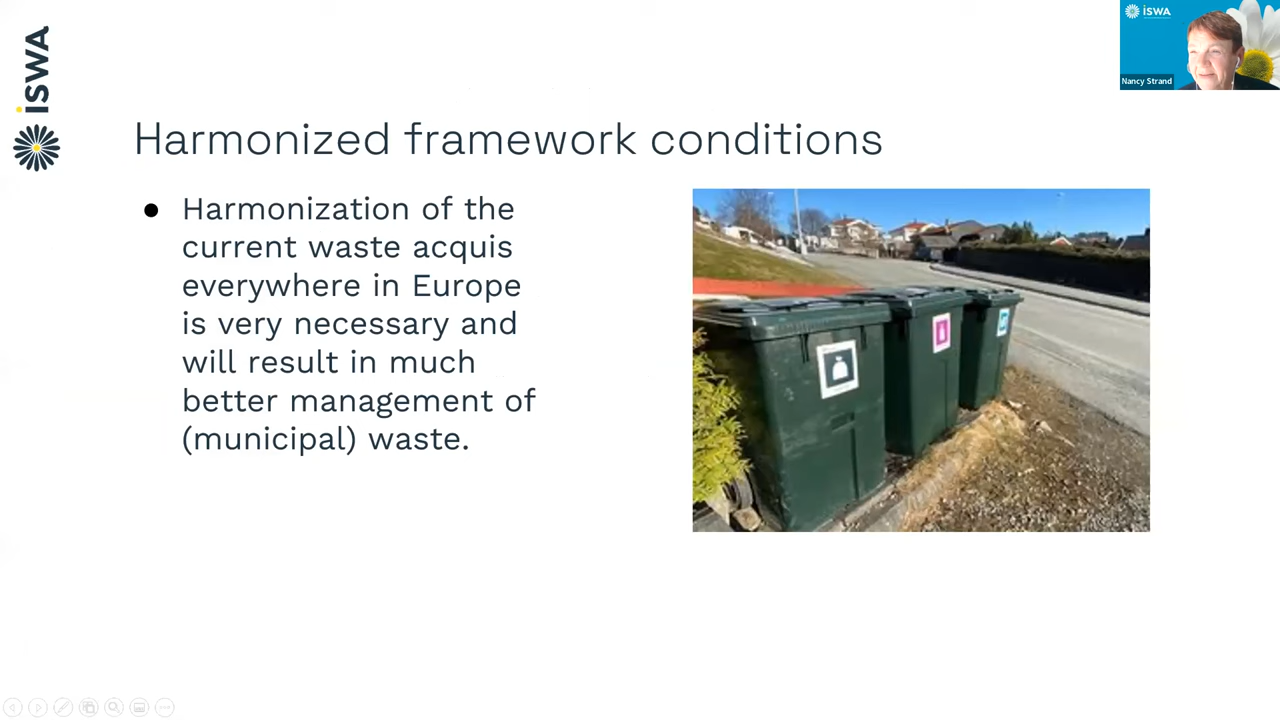 iSWA
iSWA
Nancy Strand
Harmonized framework conditions
● Harmonization of the
current waste acquis
everywhere in Europe
is very necessary and
will result in much
better management of
(municipal) waste.